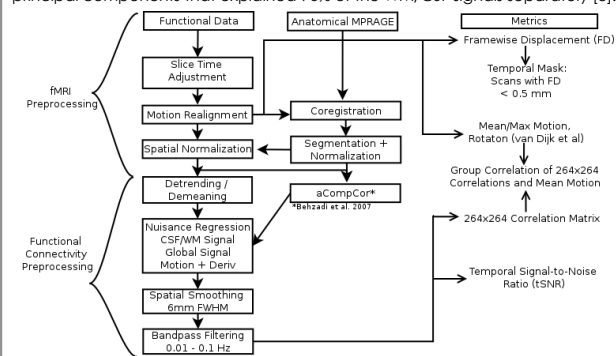 Functional Data
Anatomical MPRAGE
Metrics
Framewise Displacement (FD)
Slice Time
Adjustment
Temporal Mask:
Scans with FD
< 0.5 mm
fMRI
Preprocessing
Motion Realignment
Coregistration
Mean/Max Motion,
Rotaton (van Dijk et al)
Spatial Normalization
Segmentation +
Normalization
Group Correlation of 264x264
Correlations and Mean Motion
Detrending /
Demeaning
aCompCor*
*Behzadi et al. 2007
264x264 Correlation Matrix
Functional
Connectivity
Preprocessing
Nuisance Regression
CSF/WM Signal
Global Signal
Motion + Deriv
Temporal Signal-to-Noise
Ratio (tSNR)
Spatial Smoothing
6mm FWHM
Bandpass Filtering
0.01 - 0.1 Hz